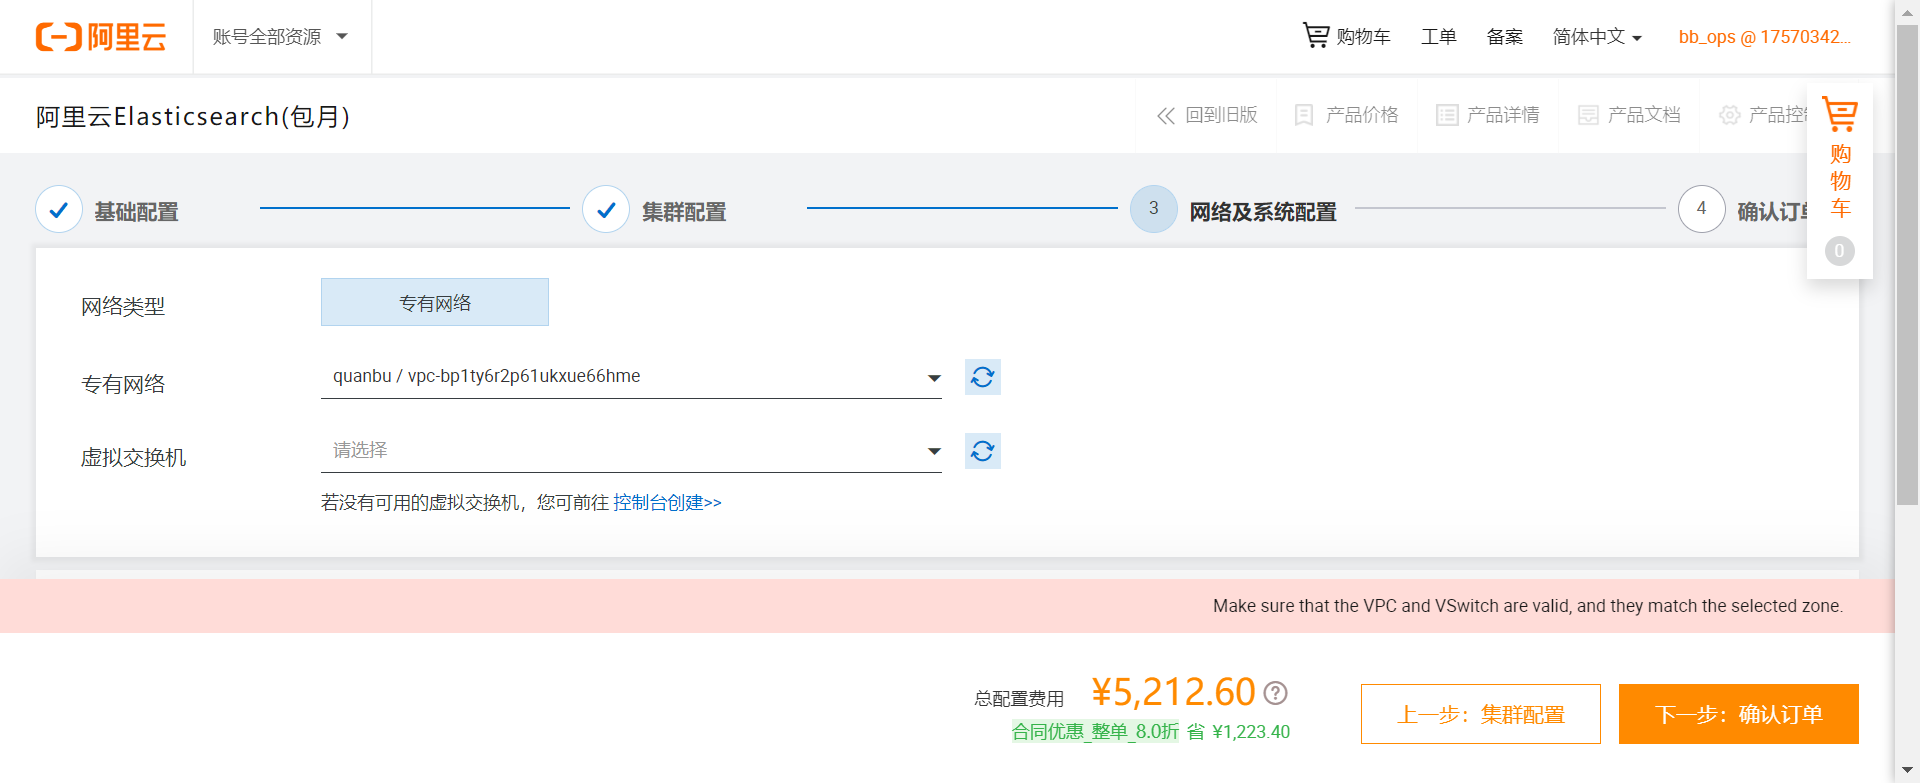 阿里云 账号全部资源 购物车 工单 备案 简体中文 bb_ops @ 17570342...
阿里云Elasticsearch(包月) 回到旧版 产品价格 产品详情 产品文档 产品控
购物车
0
基础配置 集群配置 3 网络及系统配置 4 确认订单
网络类型 专有网络
专有网络 quanbu / vpc-bp1ty6r2p61ukxue66hme
虚拟交换机 请选择
若没有可用的虚拟交换机，您可前往 控制台创建>>
Make sure that the VPC and VSwitch are valid, and they match the selected zone.
总配置费用 ¥5,212.60 ?
合同优惠_整单_8.0折 省 ¥1,223.40
上一步：集群配置 下一步：确认订单